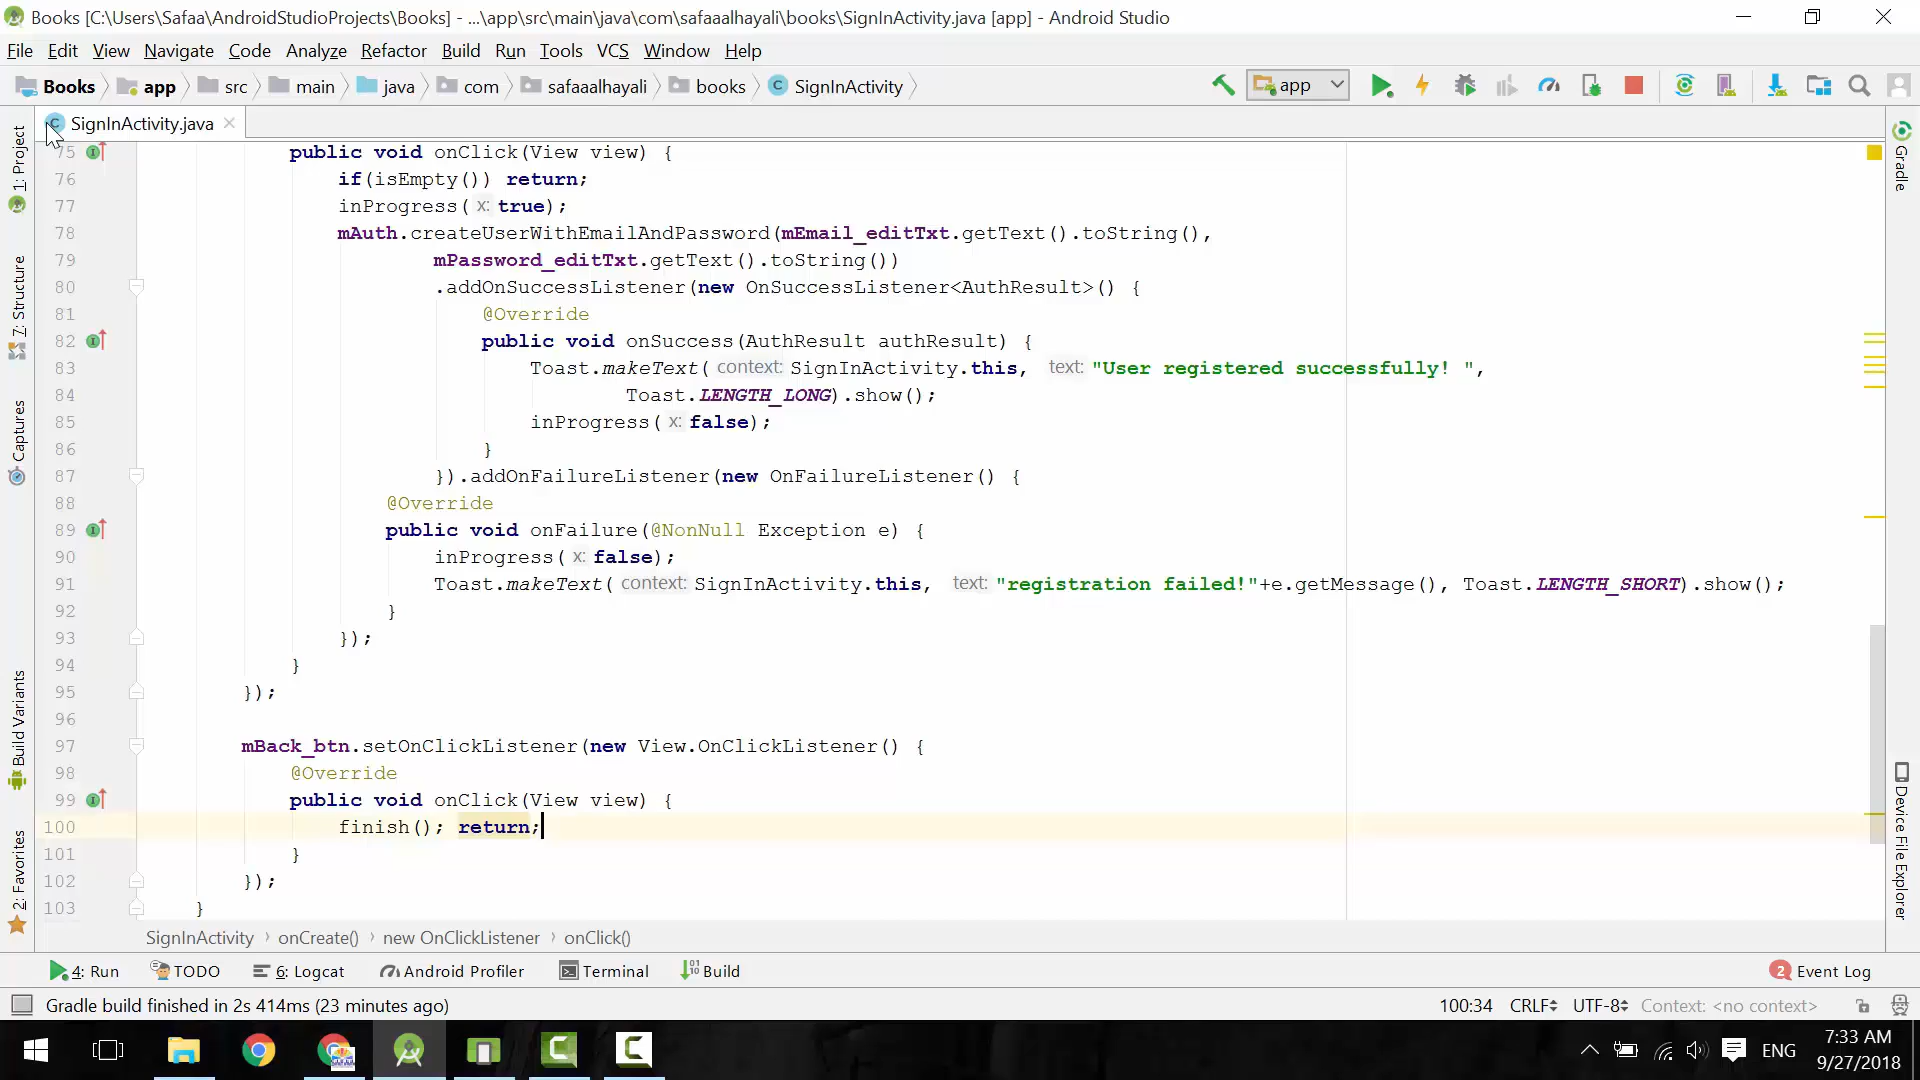 Books [C:\Users\Safaa\AndroidStudioProjects\Books] - ...\app\src\main\java\com\safaaalhayali\books\SignInActivity.java [app] - Android Studio
File Edit View Navigate Code Analyze Refactor Build Run Tools VCS Window Help
Books app src main java com safaaalhayali books SignInActivity app
SignInActivity.java
75 public void onClick(View view) {
76 if(isEmpty()) return;
77 inProgress( x: true);
78 mAuth.createUserWithEmailAndPassword(mEmail_editTxt.getText().toString(),
79 mPassword_editTxt.getText().toString())
80 .addOnSuccessListener(new OnSuccessListener<AuthResult>() {
81 @Override
82 public void onSuccess(AuthResult authResult) {
83 Toast.makeText( context: SignInActivity.this, text: "User registered successfully! ",
84 Toast.LENGTH_LONG).show();
85 inProgress( x: false);
86 }
87 }).addOnFailureListener(new OnFailureListener() {
88 @Override
89 public void onFailure(@NonNull Exception e) {
90 inProgress( x: false);
91 Toast.makeText( context: SignInActivity.this, text: "registration failed!"+e.getMessage(), Toast.LENGTH_SHORT).show();
92 }
93 });
94 }
95 });
96
97 mBack_btn.setOnClickListener(new View.OnClickListener() {
98 @Override
99 public void onClick(View view) {
100 finish(); return;
101 }
102 });
103 }
1: Project
7: Structure
Captures
Build Variants
2: Favorites
Gradle
Device File Explorer
SignInActivity › onCreate() › new OnClickListener › onClick()
4: Run TODO 6: Logcat Android Profiler Terminal Build 2 Event Log
Gradle build finished in 2s 414ms (23 minutes ago) 100:34 CRLF UTF-8 Context: <no context>
ENG 7:33 AM
9/27/2018